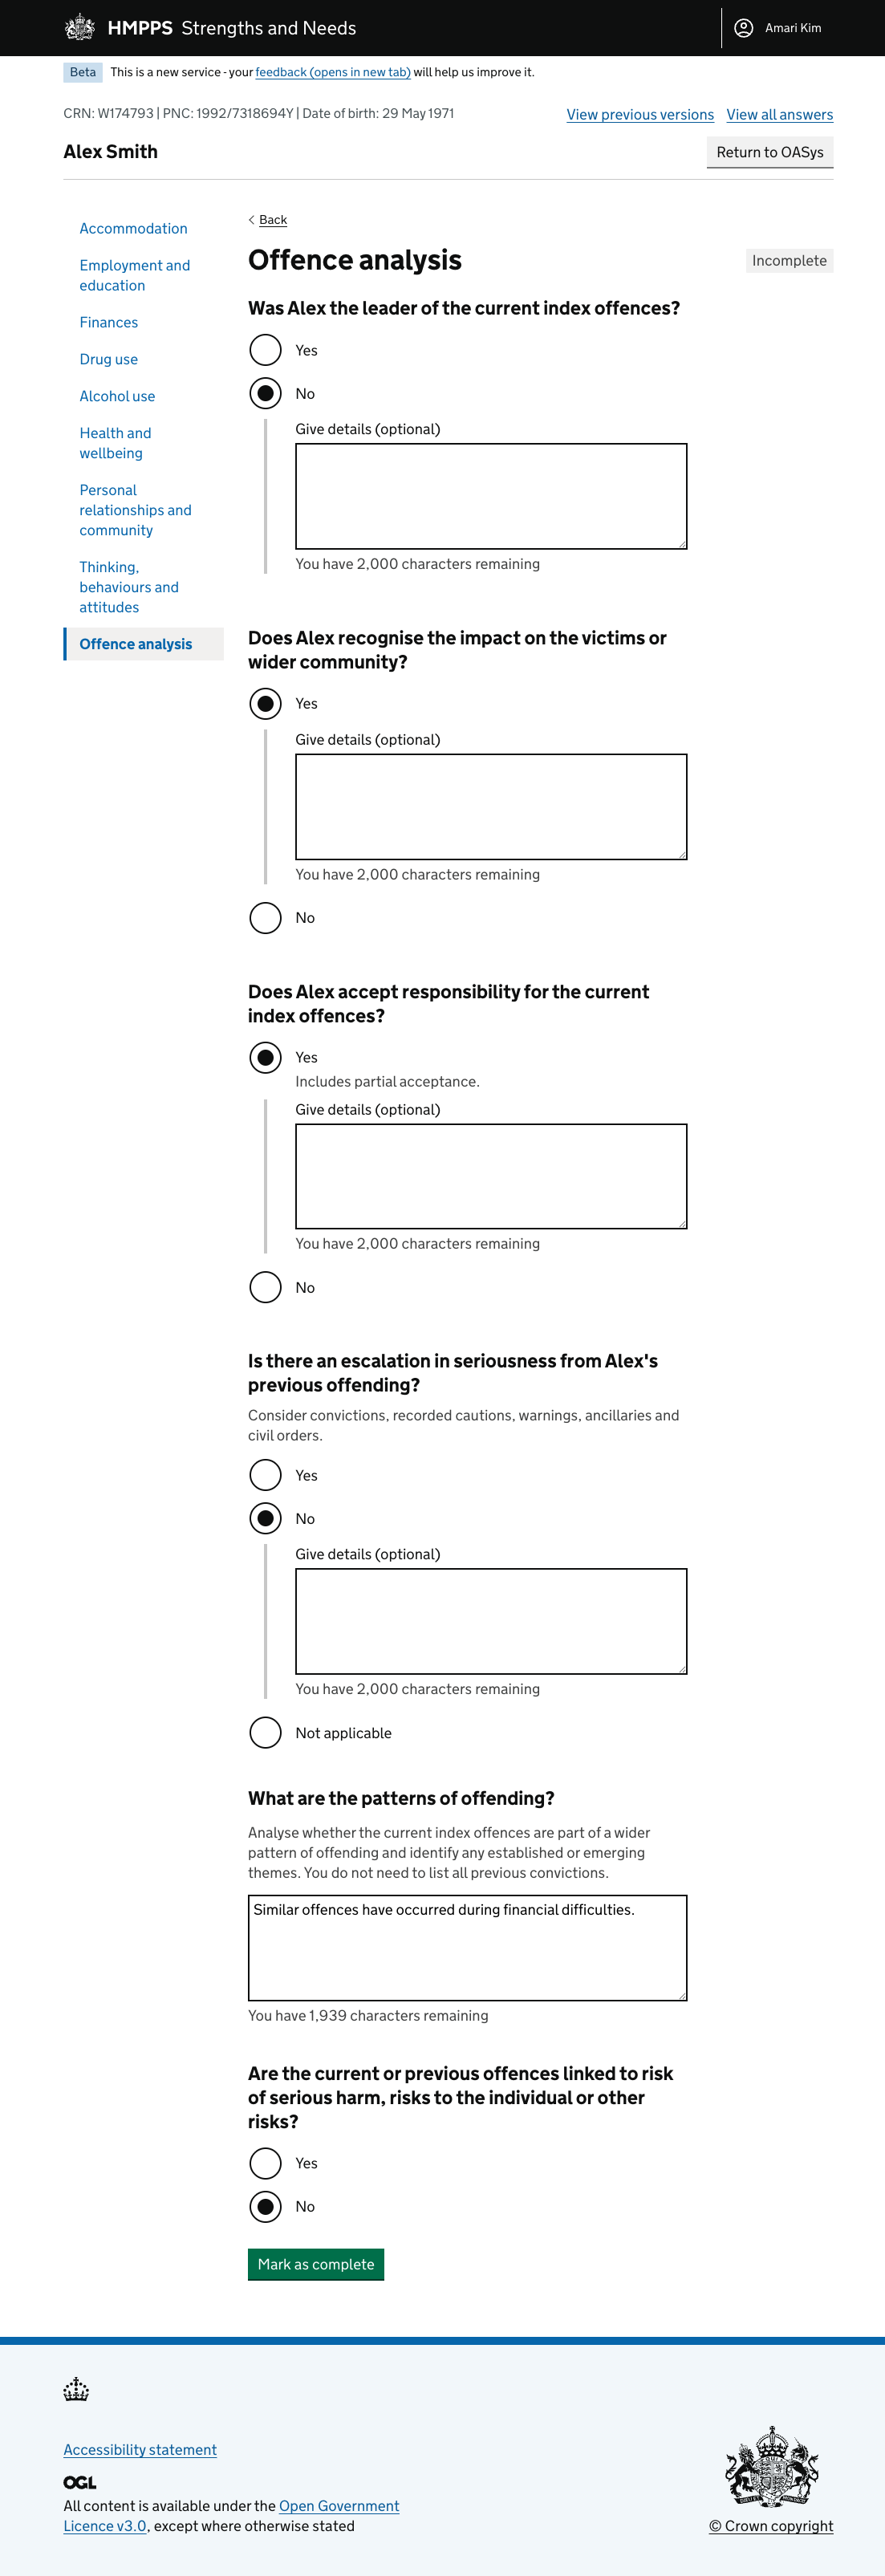 HMPPS Strengths and Needs
Amari Kim
Beta This is a new service - your feedback (opens in new tab) will help us improve it.
CRN: W174793 | PNC: 1992/7318694Y | Date of birth: 29 May 1971
View previous versions View all answers
Alex Smith
Return to OASys
Accommodation
Employment and
education
Finances
Drug use
Alcohol use
Health and
wellbeing
Personal
relationships and
community
Thinking,
behaviours and
attitudes
Offence analysis
Back
Offence analysis
Incomplete
Was Alex the leader of the current index offences?
Yes
No
Give details (optional)
You have 2,000 characters remaining
Does Alex recognise the impact on the victims or
wider community?
Yes
Give details (optional)
You have 2,000 characters remaining
No
Does Alex accept responsibility for the current
index offences?
Yes
Includes partial acceptance.
Give details (optional)
You have 2,000 characters remaining
No
Is there an escalation in seriousness from Alex's
previous offending?
Consider convictions, recorded cautions, warnings, ancillaries and
civil orders.
Yes
No
Give details (optional)
You have 2,000 characters remaining
Not applicable
What are the patterns of offending?
Analyse whether the current index offences are part of a wider
pattern of offending and identify any established or emerging
themes. You do not need to list all previous convictions.
Similar offences have occurred during financial difficulties.
You have 1,939 characters remaining
Are the current or previous offences linked to risk
of serious harm, risks to the individual or other
risks?
Yes
No
Mark as complete
Accessibility statement
OGL
All content is available under the Open Government
Licence v3.0, except where otherwise stated
© Crown copyright